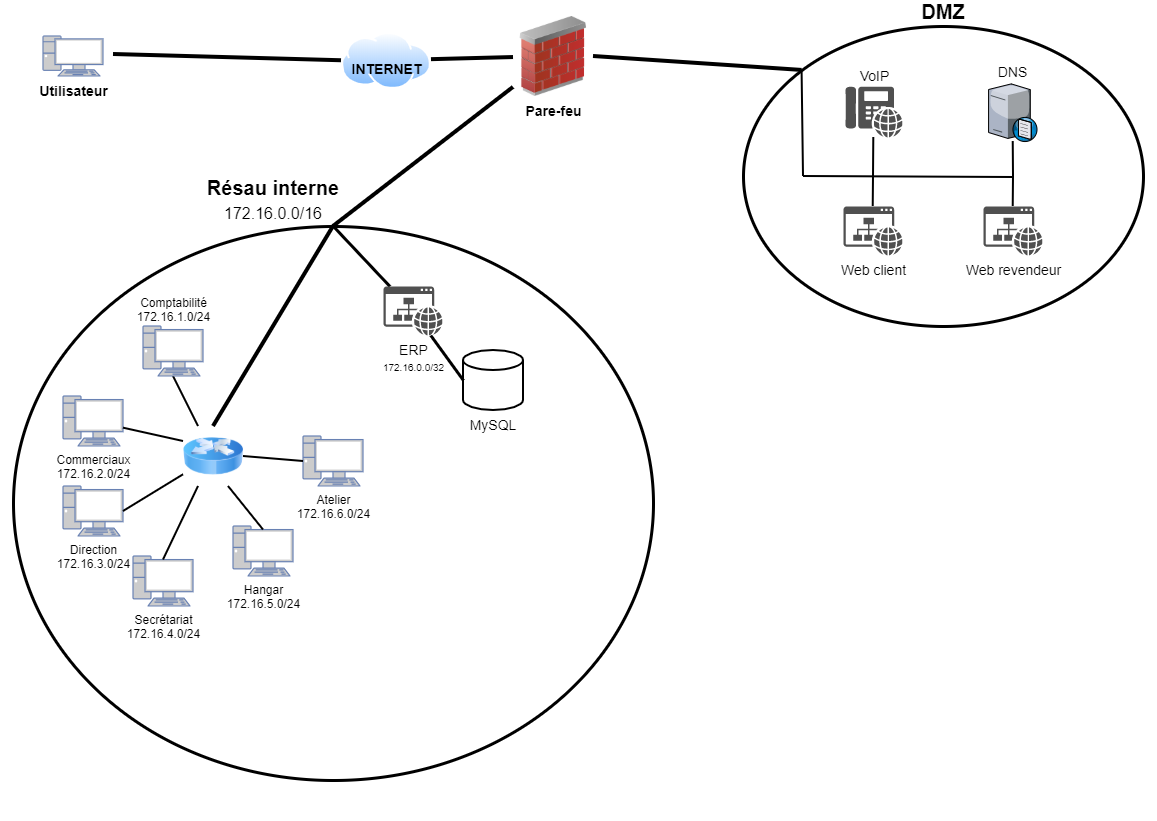 DMZ
VoIP
DNS
INTERNET
Utilisateur
Pare-feu
Résau interne
172.16.0.0/16
Web client
Web revendeur
Comptabilité
172.16.1.0/24
ERP
172.16.0.0/32
MySQL
Commerciaux
172.16.2.0/24
Atelier
172.16.6.0/24
Direction
172.16.3.0/24
Hangar
172.16.5.0/24
Secrétariat
172.16.4.0/24